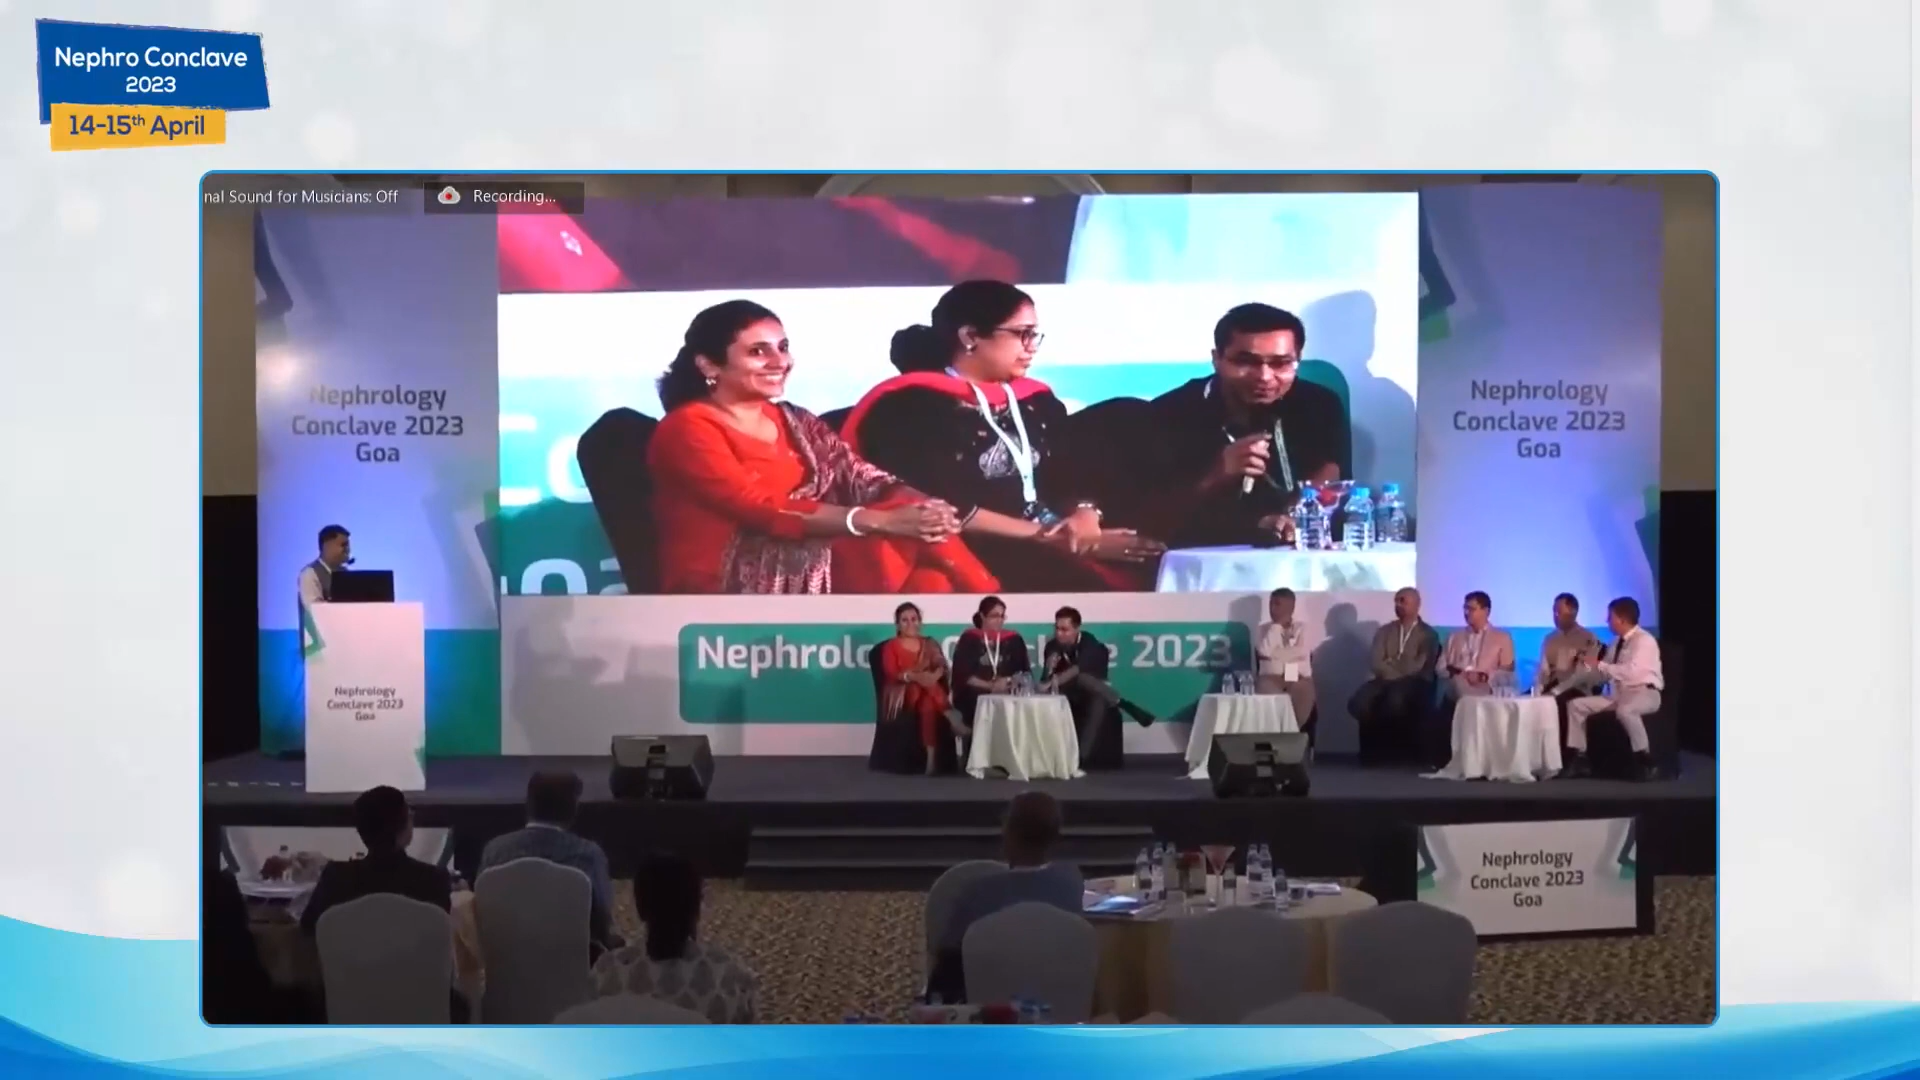 Nephro Conclave
2023
14-15th April
nal Sound for Musicians: Off
Recording...
Nephrology
Conclave 2023
Goa
Nephrology
Conclave 2023
Goa
2023
Nephrology
Conclave 2023
Goa
Nephrology
Conclave 2023
Goa